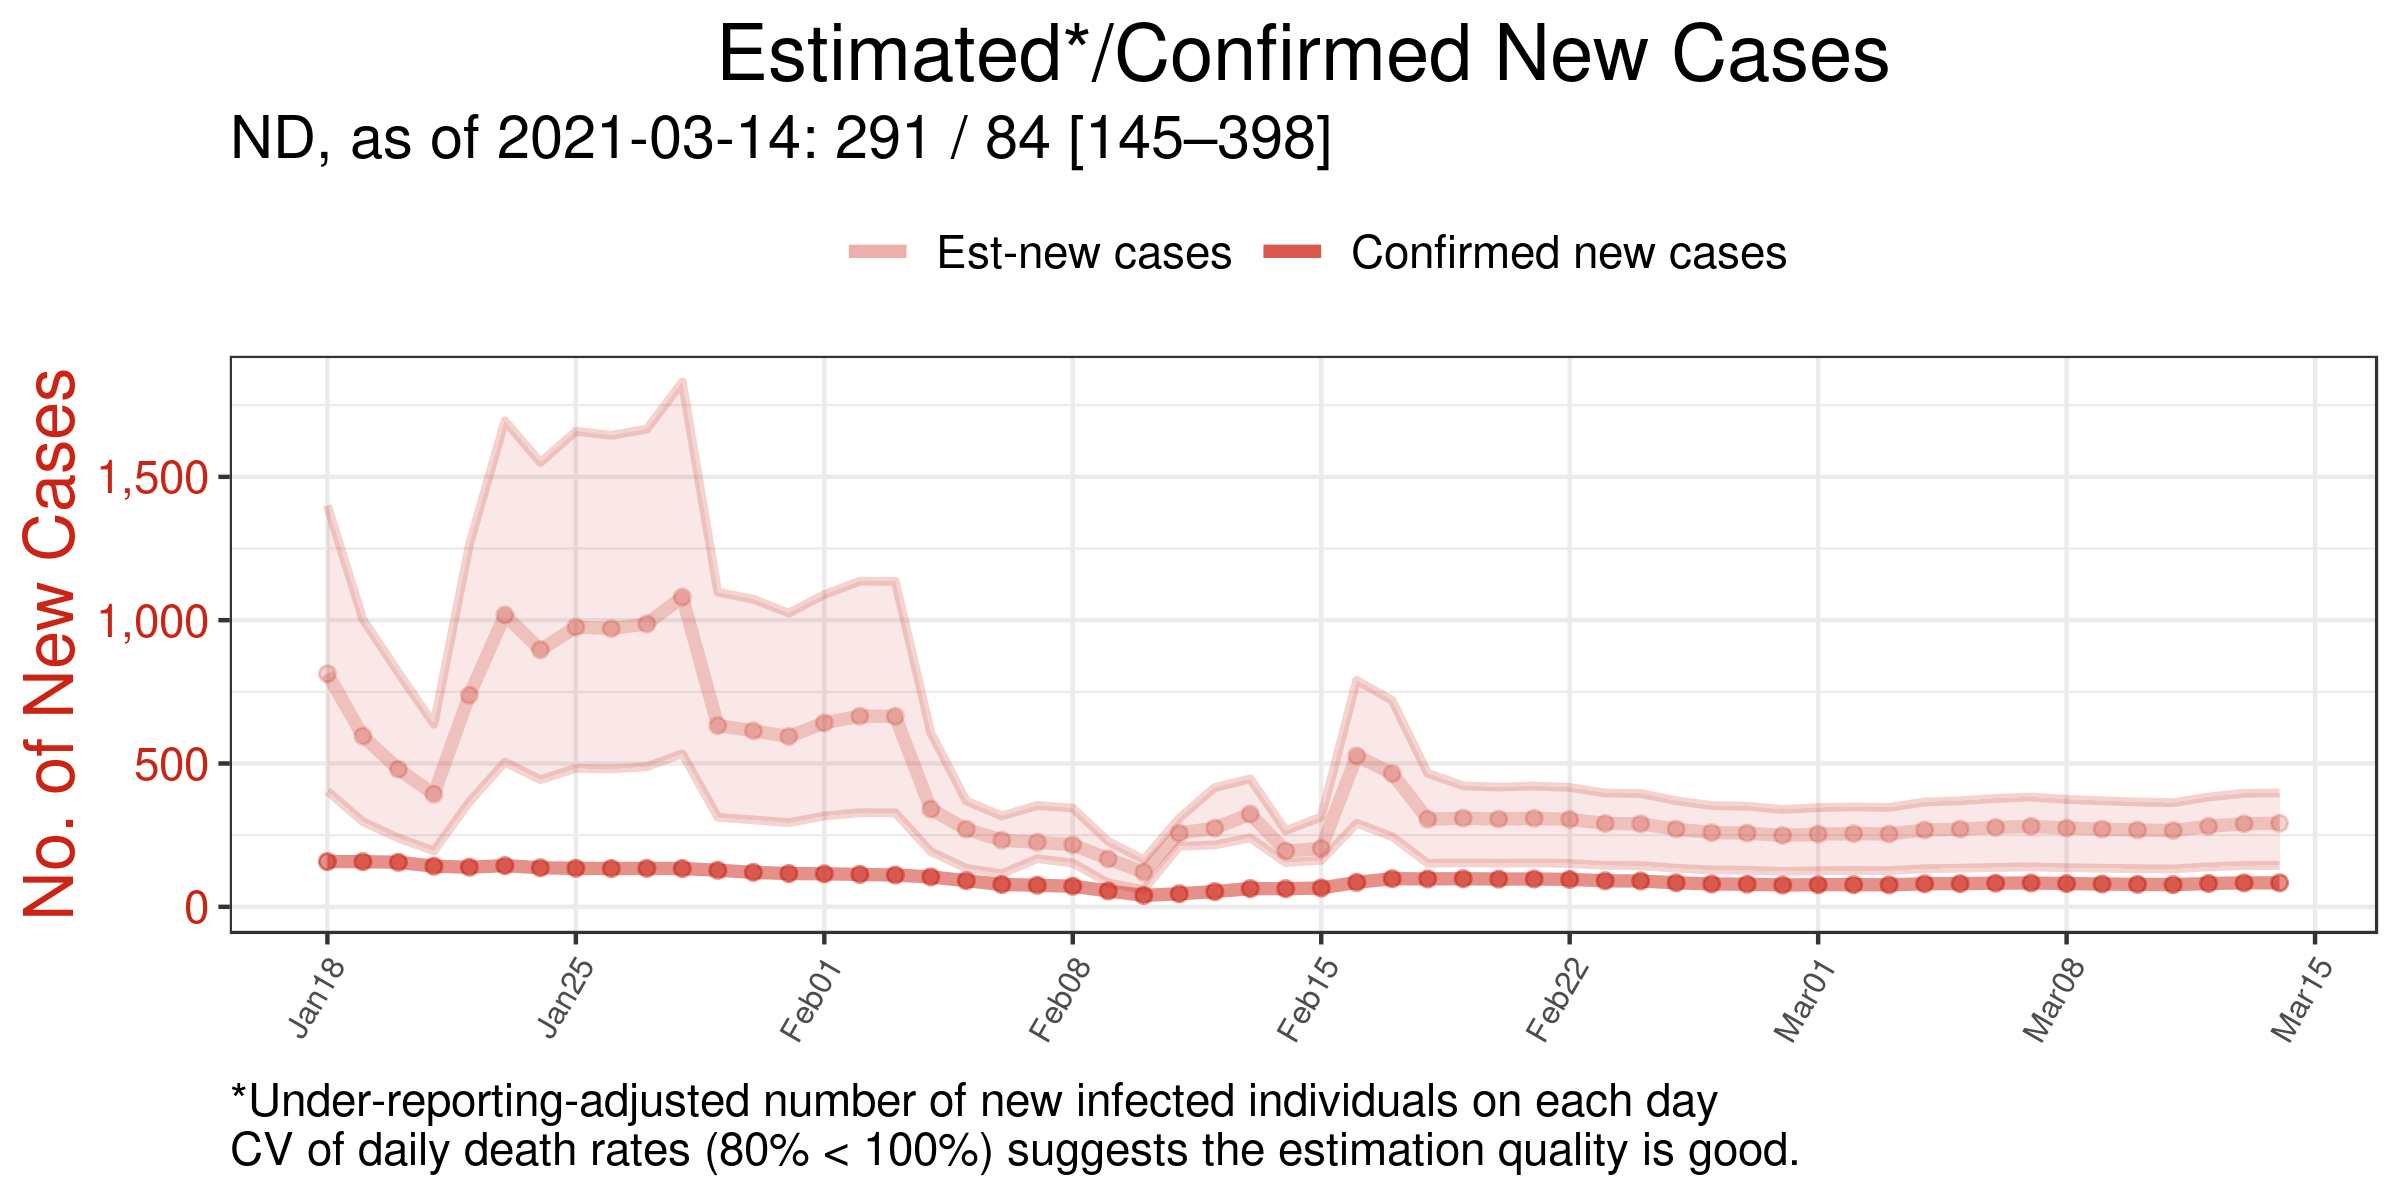 Estimated*/Confirmed New Cases
ND, as of 2021-03-14: 291 / 84 [145–398]
Est-new cases
Confirmed new cases
No. of New Cases
1,500
1,000
500
0
Jan18
Jan25
Feb01
Feb08
Feb15
Feb22
Mar01
Mar08
Mar15
*Under-reporting-adjusted number of new infected individuals on each day
CV of daily death rates (80% < 100%) suggests the estimation quality is good.